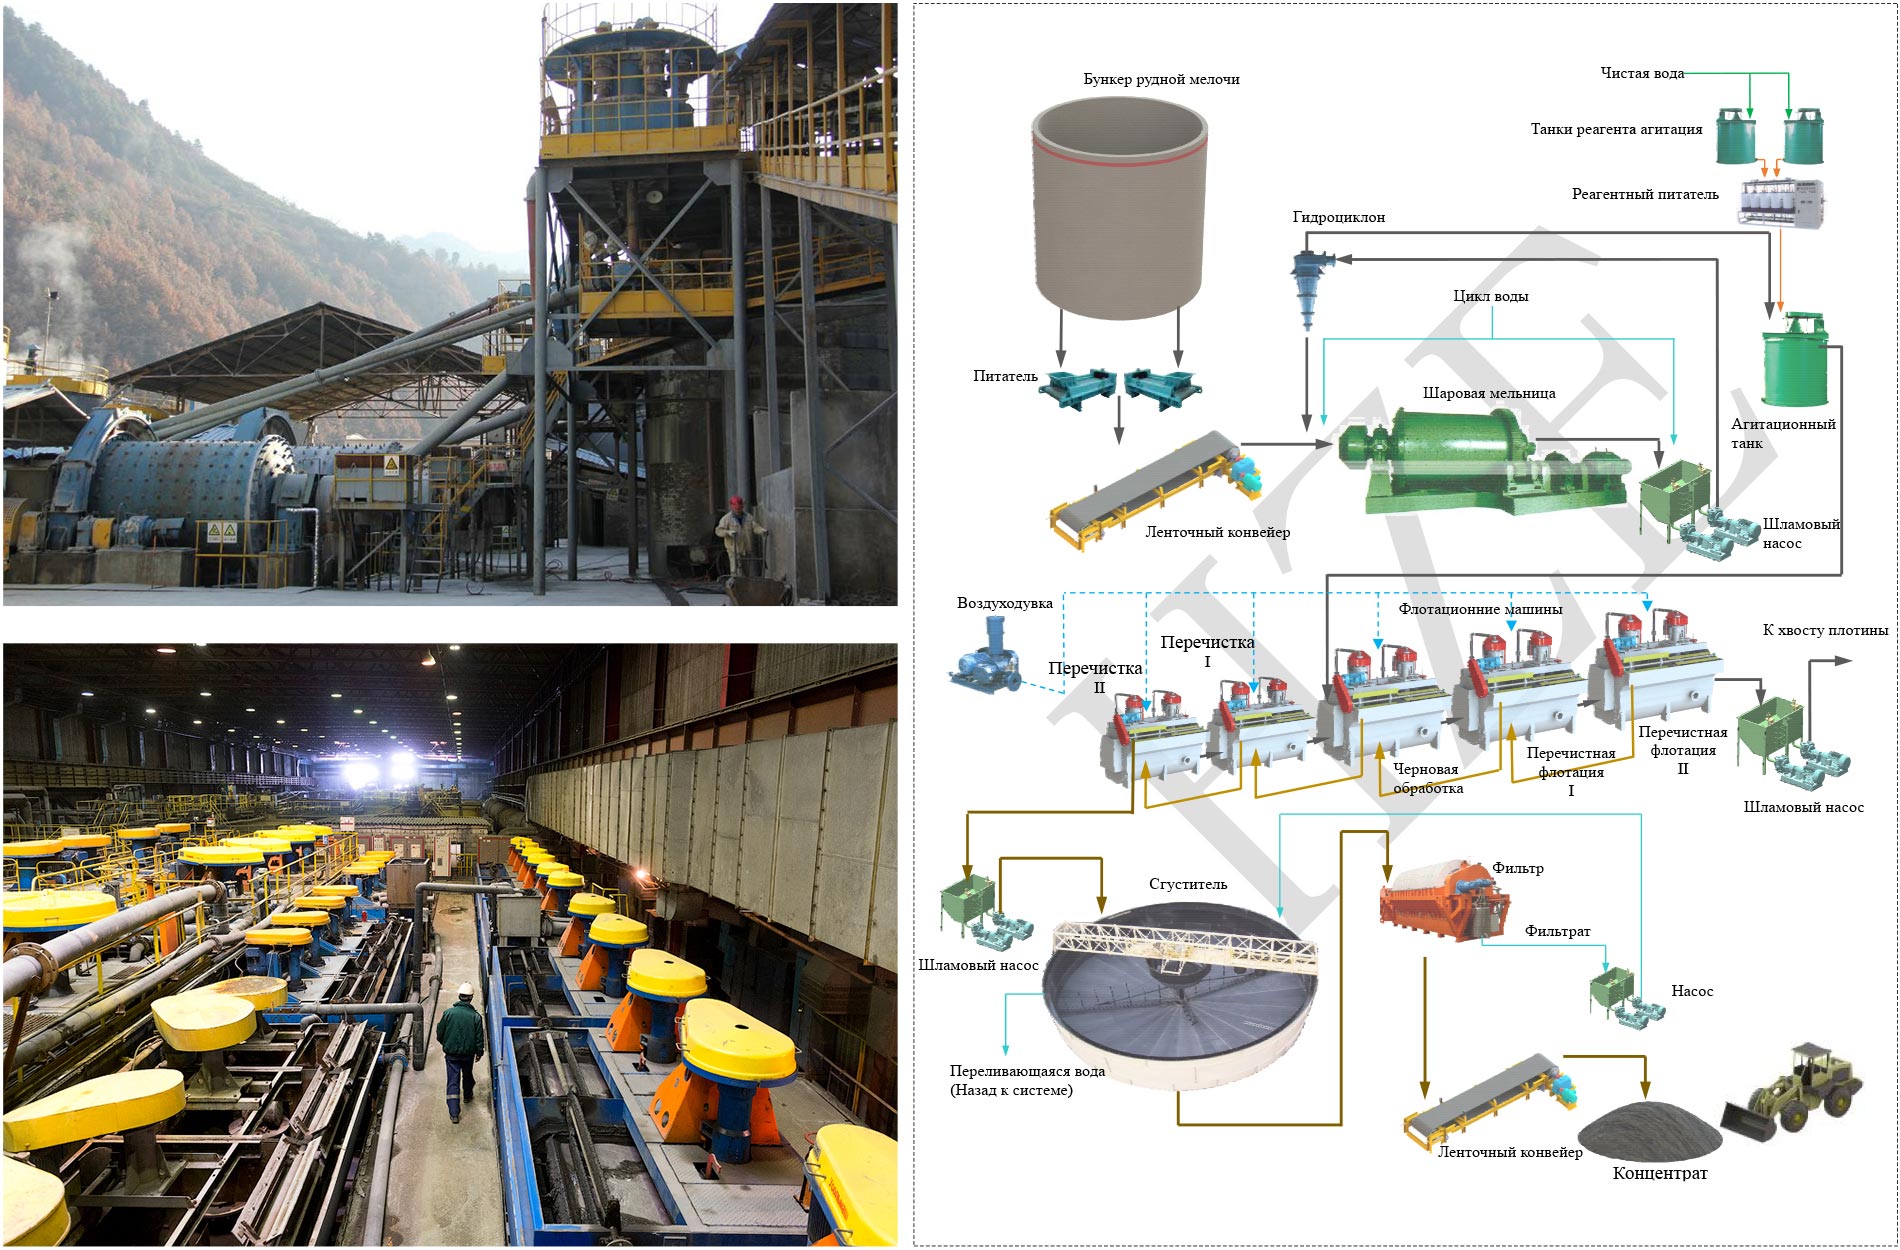 Бункер рудной мелочи
Чистая вода
Танки реагента агитация
Реагентный питатель
Гидроциклон
Цикл воды
Питатель
Шаровая мельница
Агитационный
танк
Ленточный конвейер
Шламовый
насос
Воздуходувка
Флотационние машины
К хвосту плотины
Перечистка
I
Перечистка
II
Перечистная
флотация
II
Перечистная
флотация
I
Черновая
обработка
Шламовый насос
Сгуститель
Фильтр
Фильтрат
Шламовый насос
Насос
Переливающаяся вода
(Назад к системе)
Ленточный конвейер
Концентрат
HZE